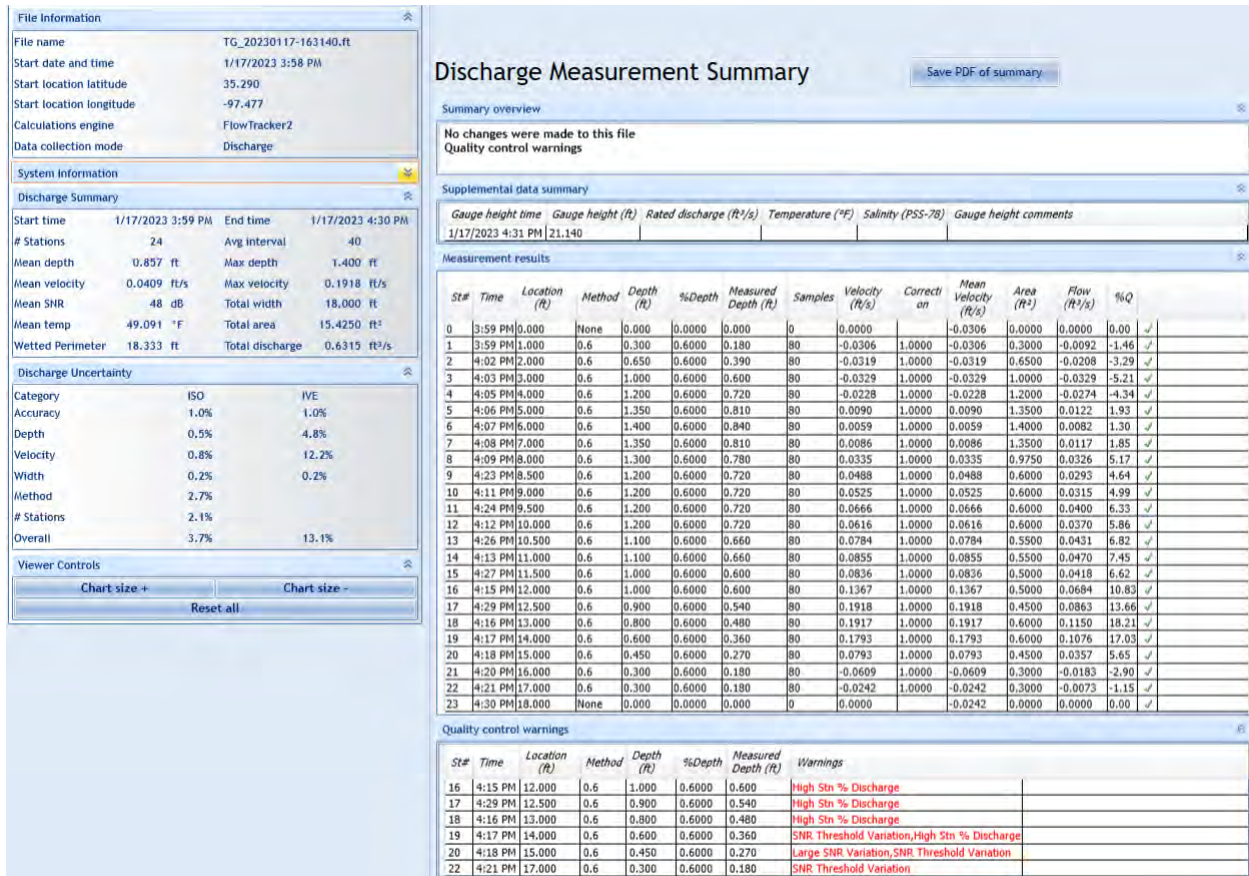 File Information
File name TG_20230117-163140.ft
Start date and time 1/17/2023 3:58 PM
Start location latitude 35.290
Start location longitude -97.477
Calculations engine FlowTracker2
Data collection mode Discharge
System Information
Discharge Summary
Start time 1/17/2023 3:59 PM End time 1/17/2023 4:30 PM
# Stations 24 Avg interval 40
Mean depth 0.857 ft Max depth 1.400 ft
Mean velocity 0.0409 ft/s Max velocity 0.1918 ft/s
Mean SNR 48 dB Total width 18.000 ft
Mean temp 49.091 °F Total area 15.4250 ft²
Wetted Perimeter 18.333 ft Total discharge 0.6315 ft³/s
Discharge Uncertainty
Category ISO IVE
Accuracy 1.0% 1.0%
Depth 0.5% 4.8%
Velocity 0.8% 12.2%
Width 0.2% 0.2%
Method 2.7%
# Stations 2.1%
Overall 3.7% 13.1%
Viewer Controls
Chart size + Chart size -
Reset all
Discharge Measurement Summary Save PDF of summary
Summary overview
No changes were made to this file
Quality control warnings
Supplemental data summary
Gauge height time Gauge height (ft) Rated discharge (ft³/s) Temperature (°F) Salinity (PSS-78) Gauge height comments
1/17/2023 4:31 PM 21.140
Measurement results
St# Time Location (ft) Method Depth (ft) %Depth Measured Depth (ft) Samples Velocity (ft/s) Correcti on Mean Velocity (ft/s) Area (ft²) Flow (ft³/s) %Q
0 3:59 PM 0.000 None 0.000 0.0000 0.000 0 0.0000 -0.0306 0.0000 0.0000 0.00 ✓
1 3:59 PM 1.000 0.6 0.300 0.6000 0.180 80 -0.0306 1.0000 -0.0306 0.3000 -0.0092 -1.46 ✓
2 4:02 PM 2.000 0.6 0.650 0.6000 0.390 80 -0.0319 1.0000 -0.0319 0.6500 -0.0208 -3.29 ✓
3 4:03 PM 3.000 0.6 1.000 0.6000 0.600 80 -0.0329 1.0000 -0.0329 1.0000 -0.0329 -5.21 ✓
4 4:05 PM 4.000 0.6 1.200 0.6000 0.720 80 -0.0228 1.0000 -0.0228 1.2000 -0.0274 -4.34 ✓
5 4:06 PM 5.000 0.6 1.350 0.6000 0.810 80 0.0090 1.0000 0.0090 1.3500 0.0122 1.93 ✓
6 4:07 PM 6.000 0.6 1.400 0.6000 0.840 80 0.0059 1.0000 0.0059 1.4000 0.0082 1.30 ✓
7 4:08 PM 7.000 0.6 1.350 0.6000 0.810 80 0.0086 1.0000 0.0086 1.3500 0.0117 1.85 ✓
8 4:09 PM 8.000 0.6 1.300 0.6000 0.780 80 0.0335 1.0000 0.0335 0.9750 0.0326 5.17 ✓
9 4:23 PM 8.500 0.6 1.200 0.6000 0.720 80 0.0488 1.0000 0.0488 0.6000 0.0293 4.64 ✓
10 4:11 PM 9.000 0.6 1.200 0.6000 0.720 80 0.0525 1.0000 0.0525 0.6000 0.0315 4.99 ✓
11 4:24 PM 9.500 0.6 1.200 0.6000 0.720 80 0.0666 1.0000 0.0666 0.6000 0.0400 6.33 ✓
12 4:12 PM 10.000 0.6 1.200 0.6000 0.720 80 0.0616 1.0000 0.0616 0.6000 0.0370 5.86 ✓
13 4:26 PM 10.500 0.6 1.100 0.6000 0.660 80 0.0784 1.0000 0.0784 0.5500 0.0431 6.82 ✓
14 4:13 PM 11.000 0.6 1.100 0.6000 0.660 80 0.0855 1.0000 0.0855 0.5500 0.0470 7.45 ✓
15 4:27 PM 11.500 0.6 1.000 0.6000 0.600 80 0.0836 1.0000 0.0836 0.5000 0.0418 6.62 ✓
16 4:15 PM 12.000 0.6 1.000 0.6000 0.600 80 0.1367 1.0000 0.1367 0.5000 0.0684 10.83 ✓
17 4:29 PM 12.500 0.6 0.900 0.6000 0.540 80 0.1918 1.0000 0.1918 0.4500 0.0863 13.66 ✓
18 4:16 PM 13.000 0.6 0.800 0.6000 0.480 80 0.1917 1.0000 0.1917 0.6000 0.1150 18.21 ✓
19 4:17 PM 14.000 0.6 0.600 0.6000 0.360 80 0.1793 1.0000 0.1793 0.6000 0.1076 17.03 ✓
20 4:18 PM 15.000 0.6 0.450 0.6000 0.270 80 0.0793 1.0000 0.0793 0.4500 0.0357 5.65 ✓
21 4:20 PM 16.000 0.6 0.300 0.6000 0.180 80 -0.0609 1.0000 -0.0609 0.3000 -0.0183 -2.90 ✓
22 4:21 PM 17.000 0.6 0.300 0.6000 0.180 80 -0.0242 1.0000 -0.0242 0.3000 -0.0073 -1.15 ✓
23 4:30 PM 18.000 None 0.000 0.0000 0.000 0 0.0000 -0.0242 0.0000 0.0000 0.00 ✓
Quality control warnings
St# Time Location (ft) Method Depth (ft) %Depth Measured Depth (ft) Warnings
16 4:15 PM 12.000 0.6 1.000 0.6000 0.600 High Stn % Discharge
17 4:29 PM 12.500 0.6 0.900 0.6000 0.540 High Stn % Discharge
18 4:16 PM 13.000 0.6 0.800 0.6000 0.480 High Stn % Discharge
19 4:17 PM 14.000 0.6 0.600 0.6000 0.360 SNR Threshold Variation,High Stn % Discharge
20 4:18 PM 15.000 0.6 0.450 0.6000 0.270 Large SNR Variation,SNR Threshold Variation
22 4:21 PM 17.000 0.6 0.300 0.6000 0.180 SNR Threshold Variation